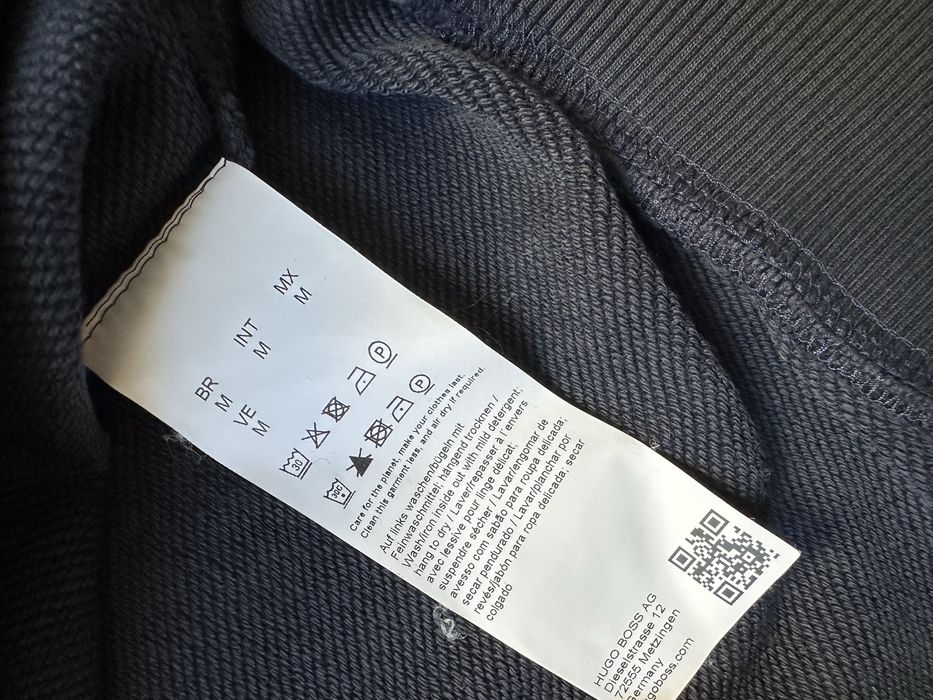 BR
M
INT
M
MX
M
VE
M
30
30C
P
P
Care for the planet, make your clothes last.
Clean this garment less, and air dry if required.
Auf links waschen/bügeln mit
Feinwaschmittel; hängend trocknen /
Wash/iron inside out with mild detergent;
hang to dry / Laver/repasser à l'envers
avec lessive pour linge délicat;
suspendre sécher / Lavar/engomar de
avesso com sabão para roupa delicada;
secar pendurado / Lavar/planchar por
revés/jabón para ropa delicada; secar
colgado
HUGO BOSS AG
Dieselstrasse 12
72555 Metzingen